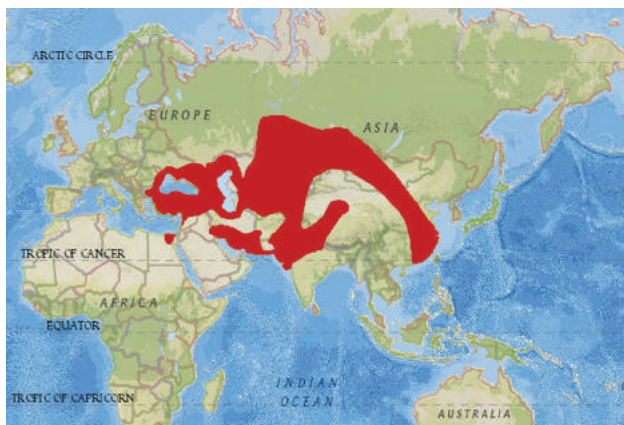 ARCTIC CIRCLE
EUROPE
ASIA
TROPIC OF CANCER
AFRICA
EQUATOR
INDIAN
OCEAN
TROPIC OF CAPRICORN
AUSTRALIA